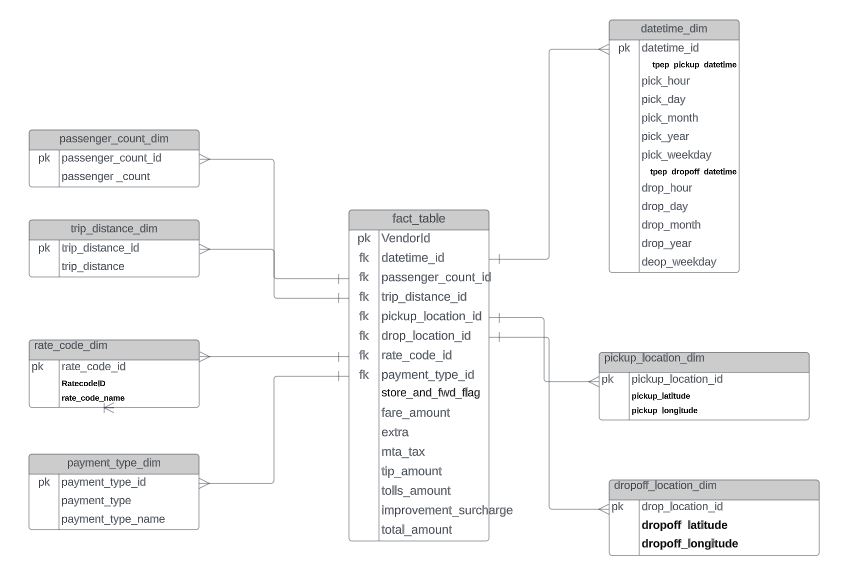 datetime_dim
pk datetime_id
tpep_pickup_datetime
pick_hour
pick_day
pick_month
pick_year
pick_weekday
tpep_dropoff_datetime
drop_hour
drop_day
drop_month
drop_year
deop_weekday
passenger_count_dim
pk passenger_count_id
passenger _count
trip_distance_dim
pk trip_distance_id
trip_distance
rate_code_dim
pk rate_code_id
RatecodeID
rate_code_name
payment_type_dim
pk payment_type_id
payment_type
payment_type_name
fact_table
pk VendorId
fk datetime_id
fk passenger_count_id
fk trip_distance_id
fk pickup_location_id
fk drop_location_id
fk rate_code_id
fk payment_type_id
store_and_fwd_flag
fare_amount
extra
mta_tax
tip_amount
tolls_amount
improvement_surcharge
total_amount
pickup_location_dim
pk pickup_location_id
pickup_latitude
pickup_longitude
dropoff_location_dim
pk drop_location_id
dropoff_latitude
dropoff_longitude